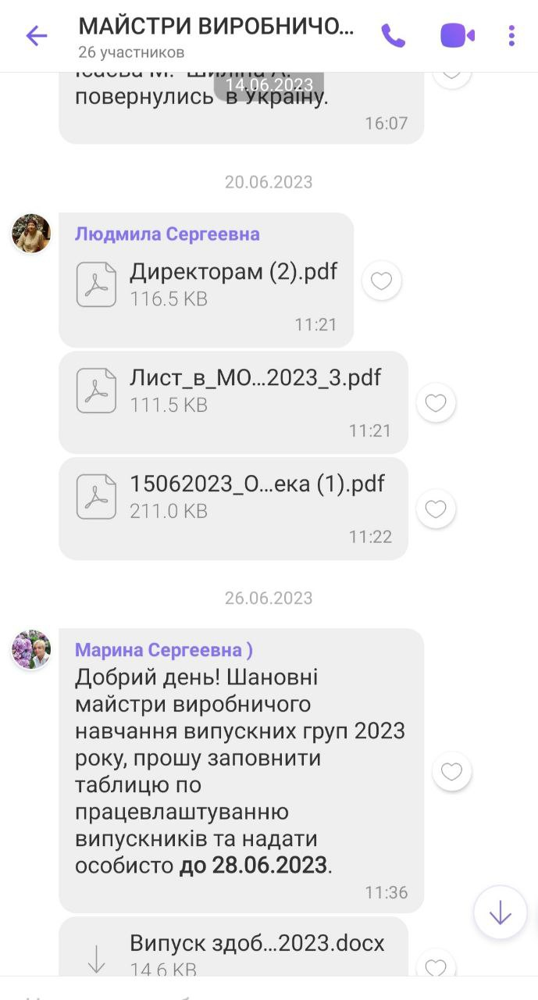 МАЙСТРИ ВИРОБНИЧО...
26 участников
14.06.2023
повернулись в Україну.
16:07
20.06.2023
Людмила Сергеевна
Директорам (2).pdf
116.5 KB
11:21
Лист_в_МО...2023_3.pdf
111.5 KB
11:21
15062023_О...ека (1).pdf
211.0 KB
11:22
26.06.2023
Марина Сергеевна )
Добрий день! Шановні
майстри виробничого
навчання випускних груп 2023
року, прошу заповнити
таблицю по
працевлаштуванню
випускників та надати
особисто до 28.06.2023.
11:36
Випуск здоб...2023.docx
14.6 KB